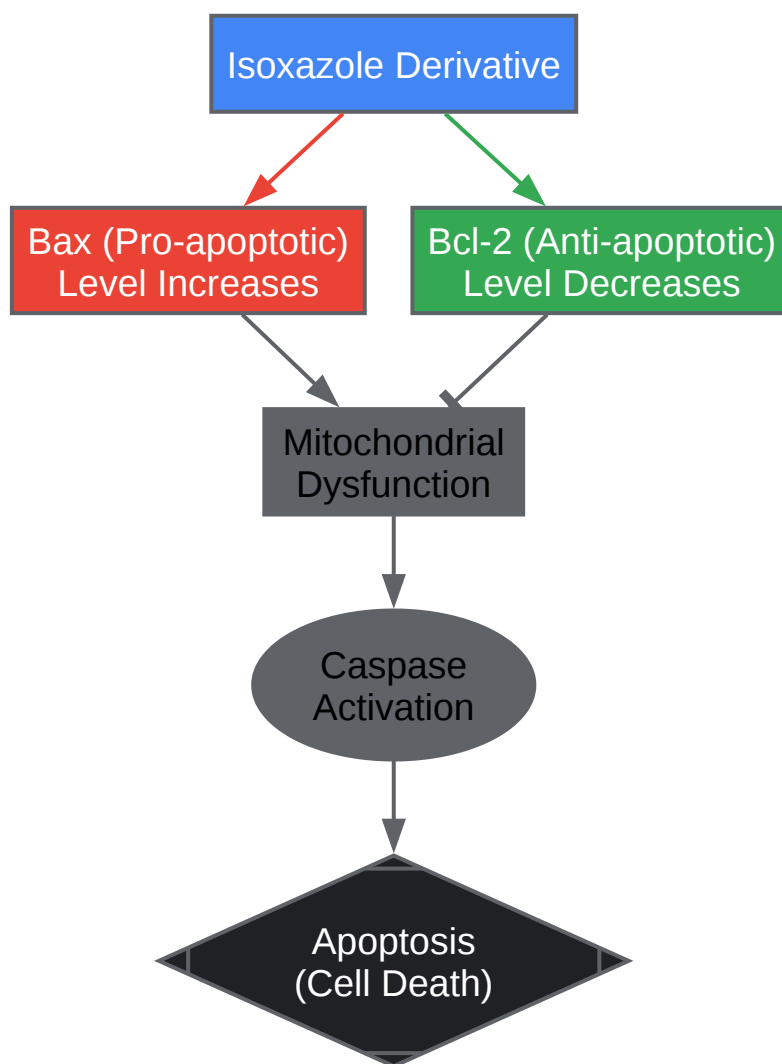 Isoxazole Derivative
Bax (Pro-apoptotic)
Level Increases
Bcl-2 (Anti-apoptotic)
Level Decreases
Mitochondrial
Dysfunction
Caspase
Activation
Apoptosis
(Cell Death)